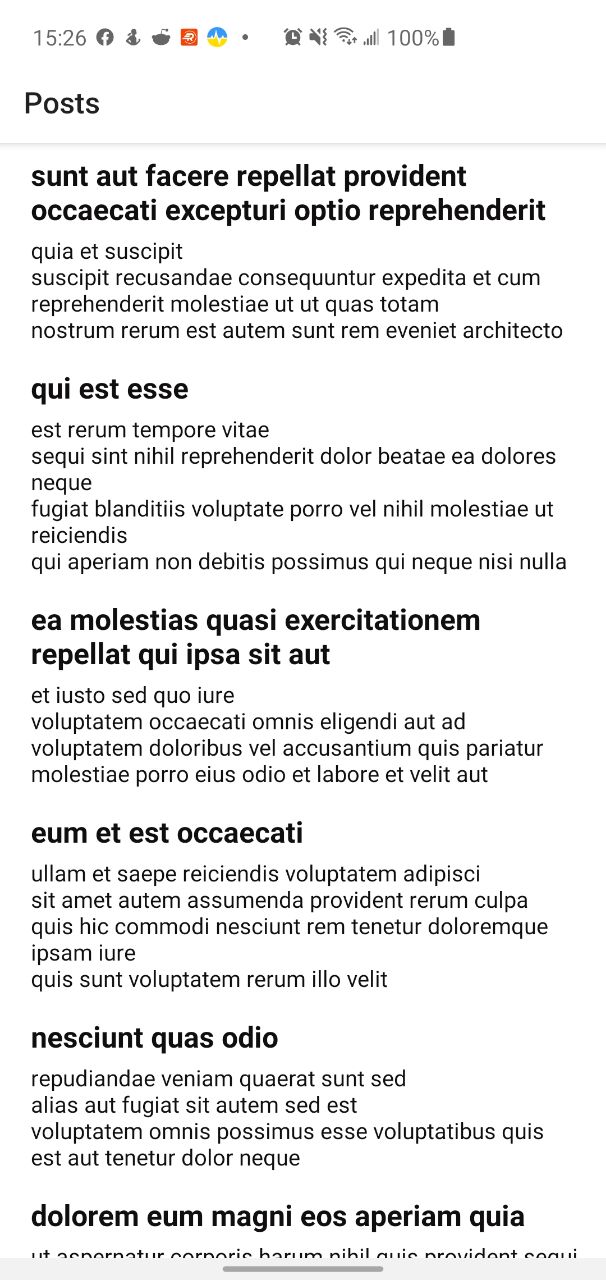 15:26
100%
Posts
sunt aut facere repellat provident
occaecati excepturi optio reprehenderit
quia et suscipit
suscipit recusandae consequuntur expedita et cum
reprehenderit molestiae ut ut quas totam
nostrum rerum est autem sunt rem eveniet architecto
qui est esse
est rerum tempore vitae
sequi sint nihil reprehenderit dolor beatae ea dolores
neque
fugiat blanditiis voluptate porro vel nihil molestiae ut
reiciendis
qui aperiam non debitis possimus qui neque nisi nulla
ea molestias quasi exercitationem
repellat qui ipsa sit aut
et iusto sed quo iure
voluptatem occaecati omnis eligendi aut ad
voluptatem doloribus vel accusantium quis pariatur
molestiae porro eius odio et labore et velit aut
eum et est occaecati
ullam et saepe reiciendis voluptatem adipisci
sit amet autem assumenda provident rerum culpa
quis hic commodi nesciunt rem tenetur doloremque
ipsam iure
quis sunt voluptatem rerum illo velit
nesciunt quas odio
repudiandae veniam quaerat sunt sed
alias aut fugiat sit autem sed est
voluptatem omnis possimus esse voluptatibus quis
est aut tenetur dolor neque
dolorem eum magni eos aperiam quia
ut aspernatur corporis harum nihil quis provident sequi